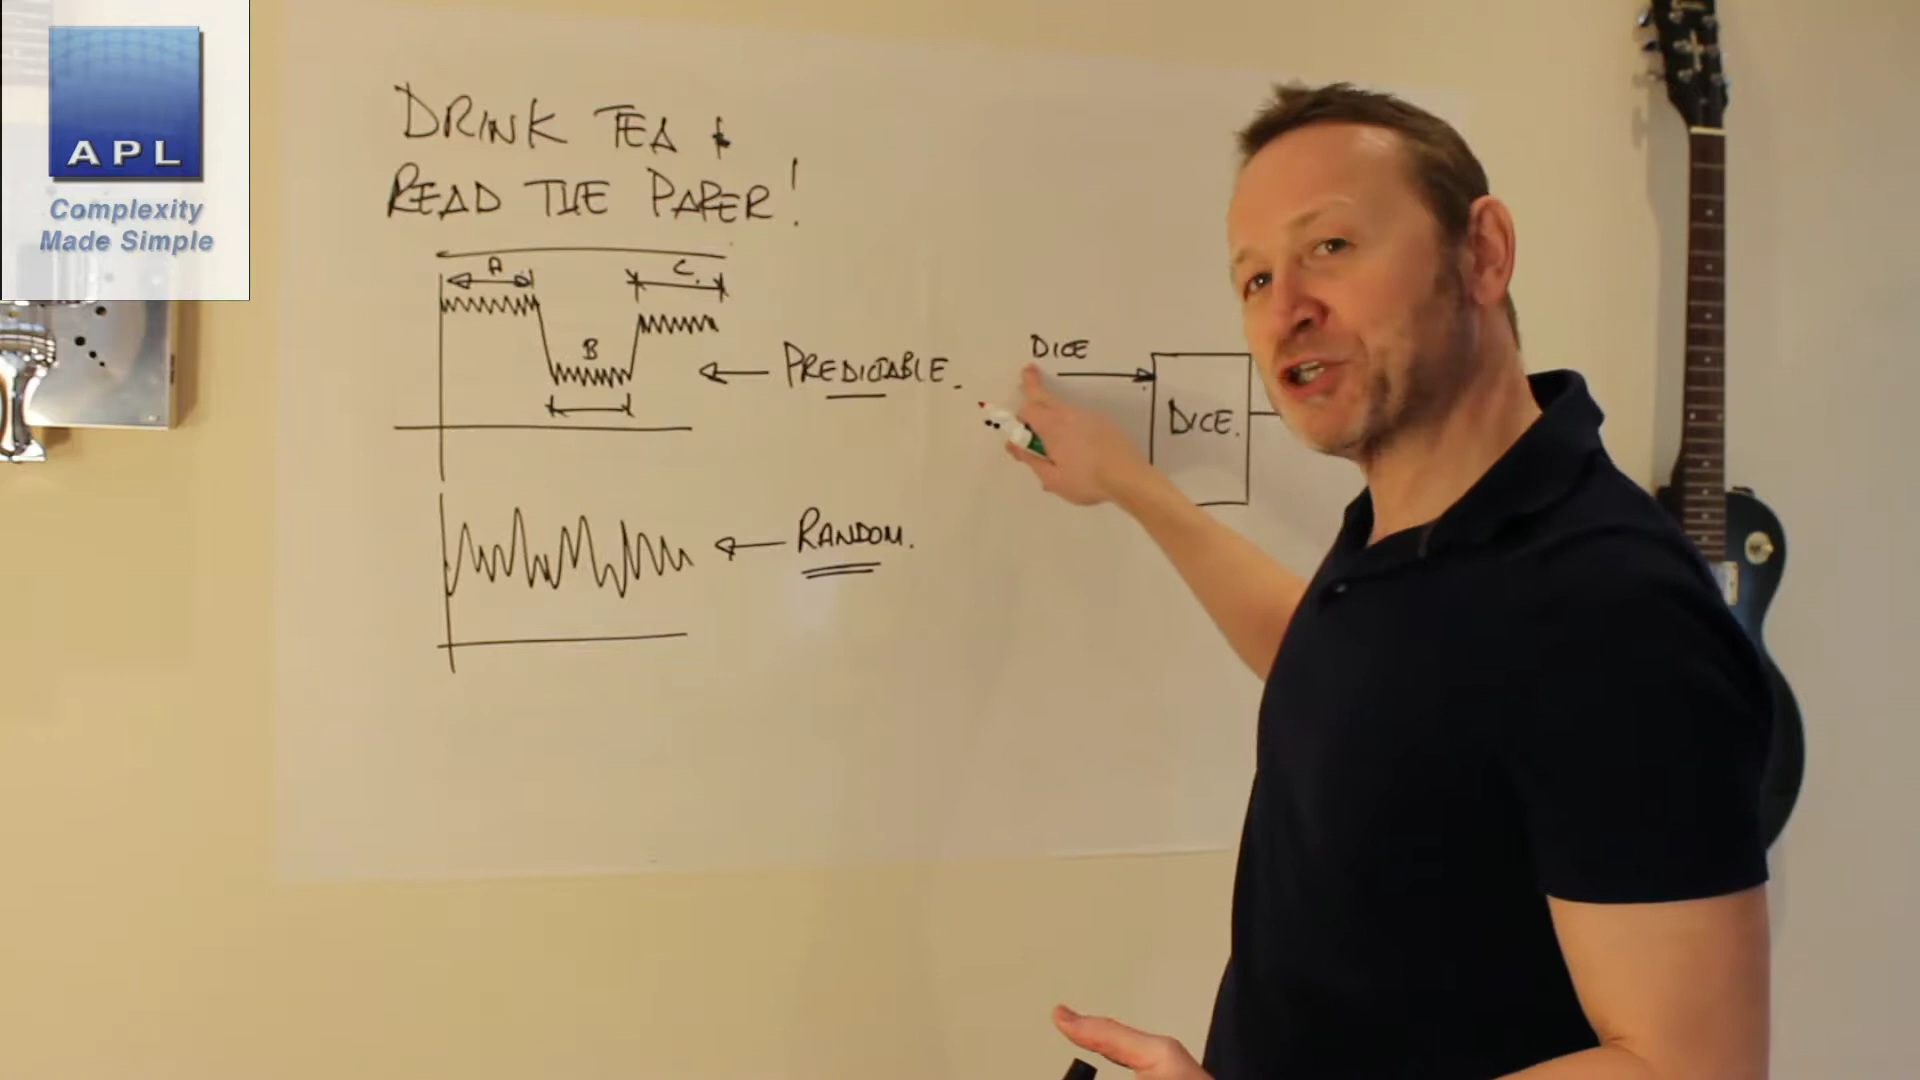 APL
Complexity
Made Simple
DRINK TEA &
READ THE PAPER!
A
C.
B
PREDICTABLE.
DICE
DICE.
RANDOM.